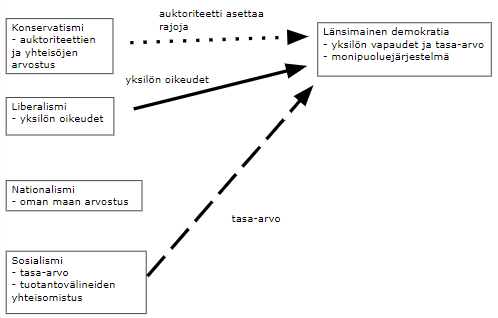 Konservatismi
- auktoriteettien
ja yhteisöjen
arvostus
auktoriteetti asettaa
rajoja
Länsimainen demokratia
- yksilön vapaudet ja tasa-arvo
- monipuoluejärjestelmä
yksilön oikeudet
Liberalismi
- yksilön oikeudet
Nationalismi
- oman maan arvostus
tasa-arvo
Sosialismi
- tasa-arvo
- tuotantovälineiden
yhteisomistus